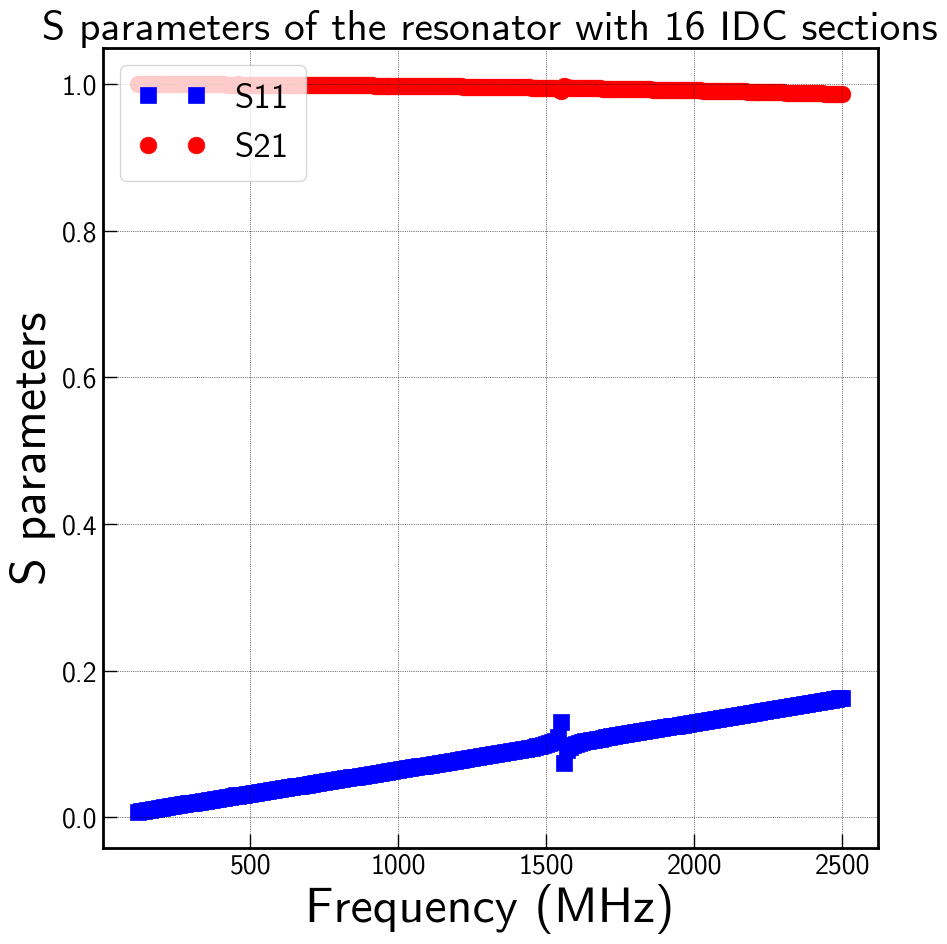 S parameters of the resonator with 16 IDC sections
S11
S21
S parameters
1.0
0.8
0.6
0.4
0.2
0.0
500 1000 1500 2000 2500
Frequency (MHz)